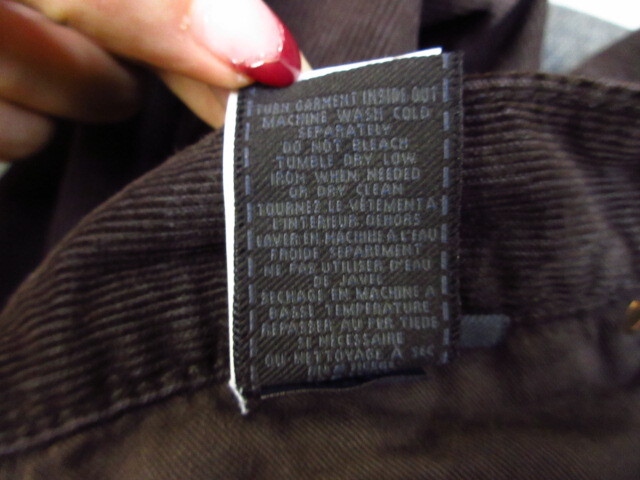 TURN GARMENT INSIDE OUT
MACHINE WASH COLD
SEPARATELY
DO NOT BLEACH
TUMBLE DRY LOW
IRON WHEN NEEDED
OR DRY CLEAN
TOURNEZ LE VÊTEMENT A
L'INTERIEUR DEHORS
LAVER EN MACHINE A L'EAU
FROIDE SEPAREMENT
NE PAS UTILISER D'EAU
DE JAVEL
SECHAGE EN MACHINE A
BASSE TEMPERATURE
REPASSER AU FER TIEDE
SI NECESSAIRE
OU NETTOYAGE A SEC